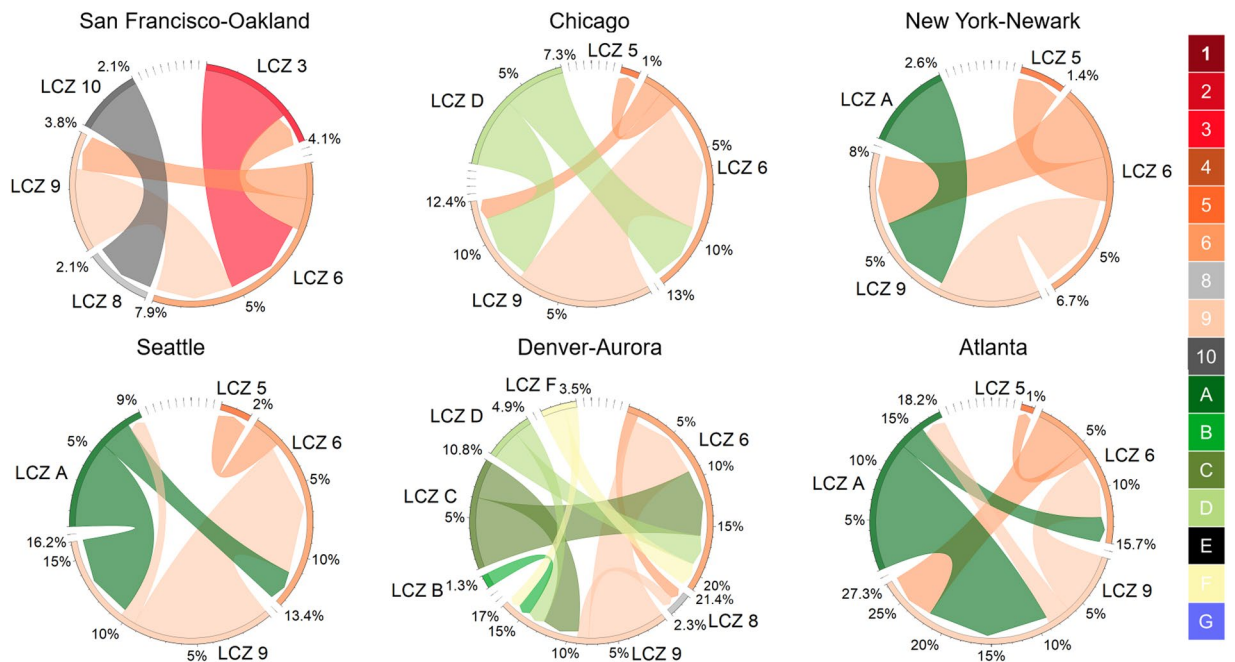 San Francisco-Oakland
2.1%
LCZ 10
3.8%
LCZ 9
2.1%
LCZ 8
7.9%
5%
LCZ 6
4.1%
LCZ 3
Chicago
7.3%
5%
LCZ D
12.4%
10%
LCZ 9
5%
13%
10%
LCZ 6
5%
1%
LCZ 5
New York-Newark
2.6%
LCZ A
8%
5%
LCZ 9
6.7%
5%
LCZ 6
1.4%
LCZ 5
Seattle
9%
5%
LCZ A
16.2%
15%
10%
5%
LCZ 9
13.4%
10%
5%
LCZ 6
2%
LCZ 5
Denver-Aurora
LCZ F
3.5%
4.9%
LCZ D
10.8%
LCZ C
5%
LCZ B
1.3%
17%
15%
10%
5%
LCZ 9
2.3%
LCZ 8
21.4%
20%
15%
10%
LCZ 6
5%
Atlanta
18.2%
15%
10%
LCZ A
5%
27.3%
25%
20%
15%
10%
5%
LCZ 9
15.7%
10%
LCZ 6
5%
1%
LCZ 5
1
2
3
4
5
6
8
9
10
A
B
C
D
E
F
G